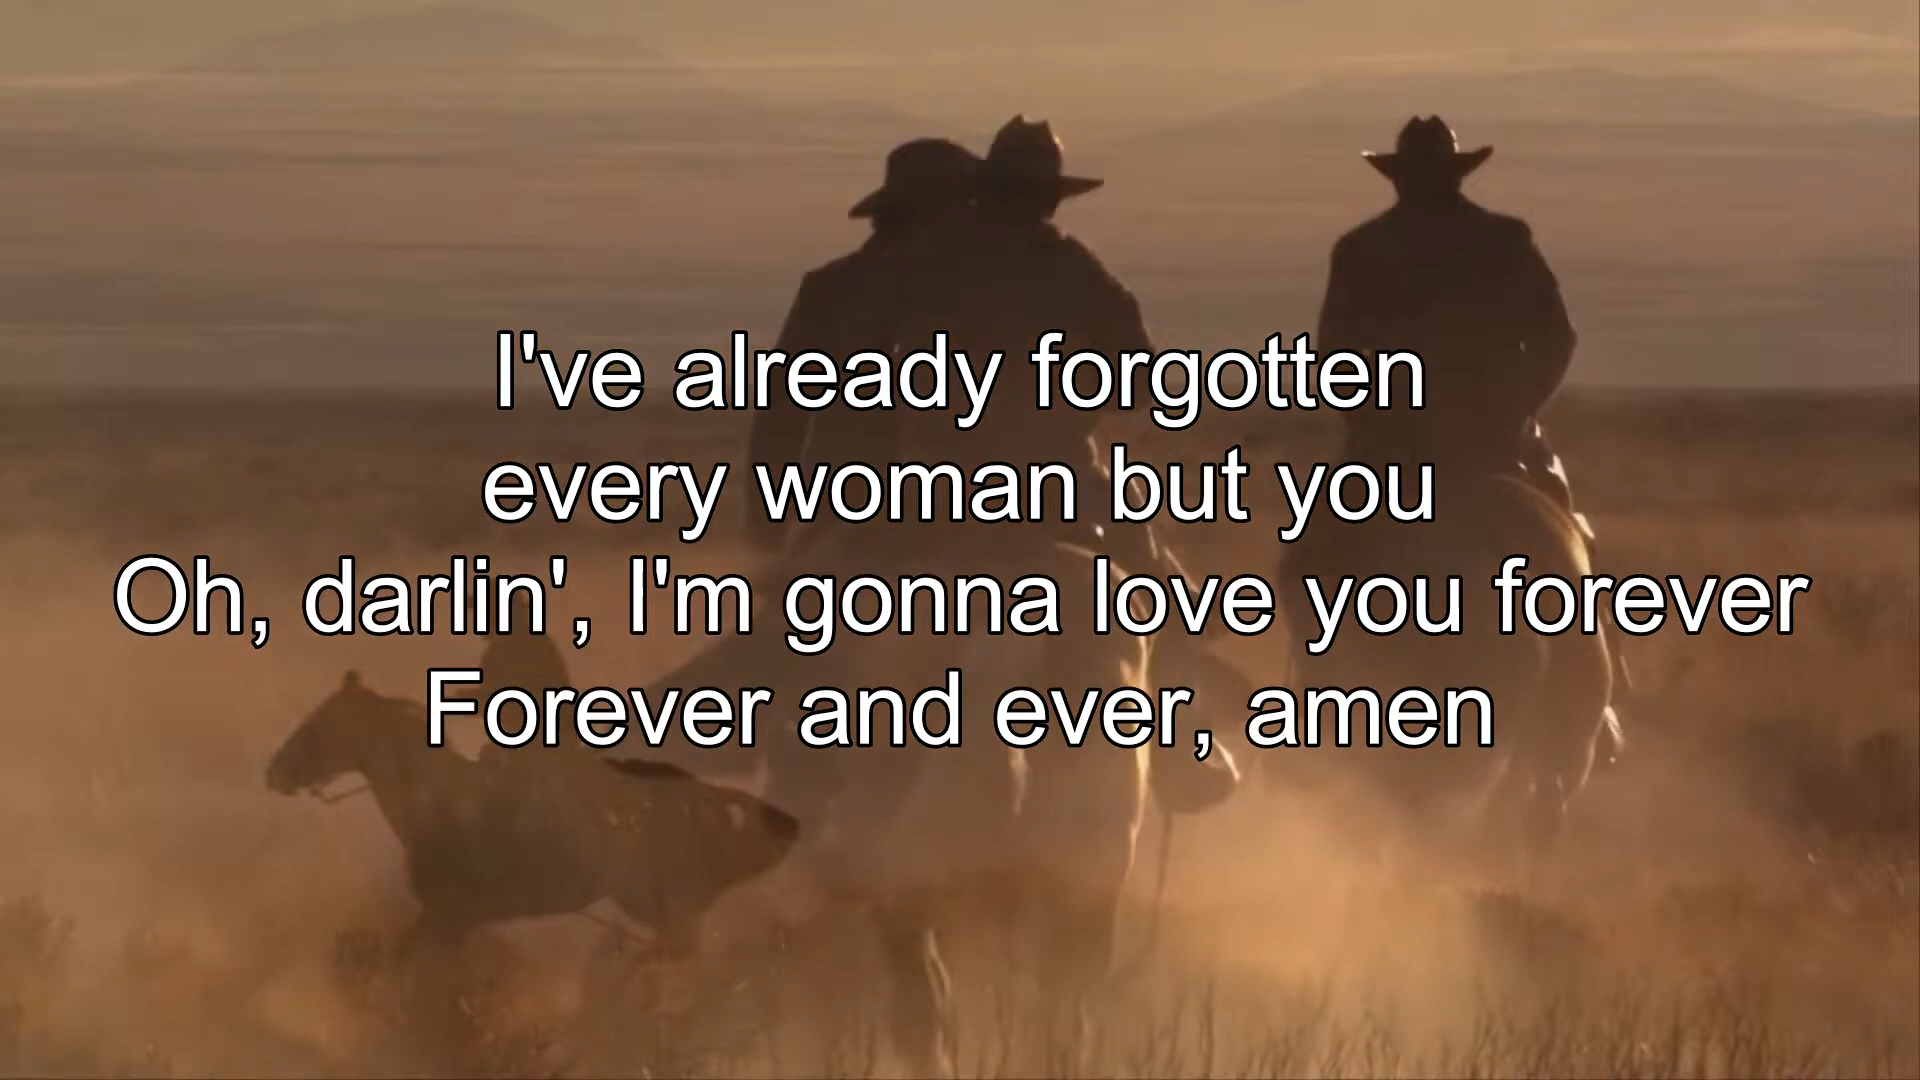 I've already forgotten
every woman but you
Oh, darlin', I'm gonna love you forever
Forever and ever, amen